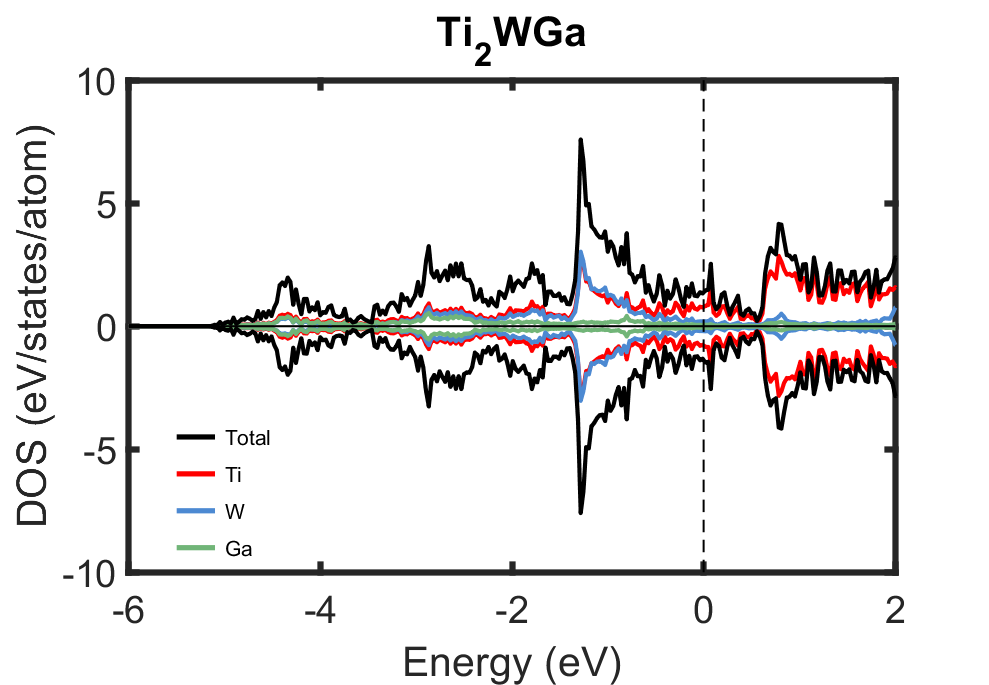 Ti2WGa
10
5
0
-5
-10
DOS (eV/states/atom)
Total
Ti
W
Ga
-6 -4 -2 0 2
Energy (eV)